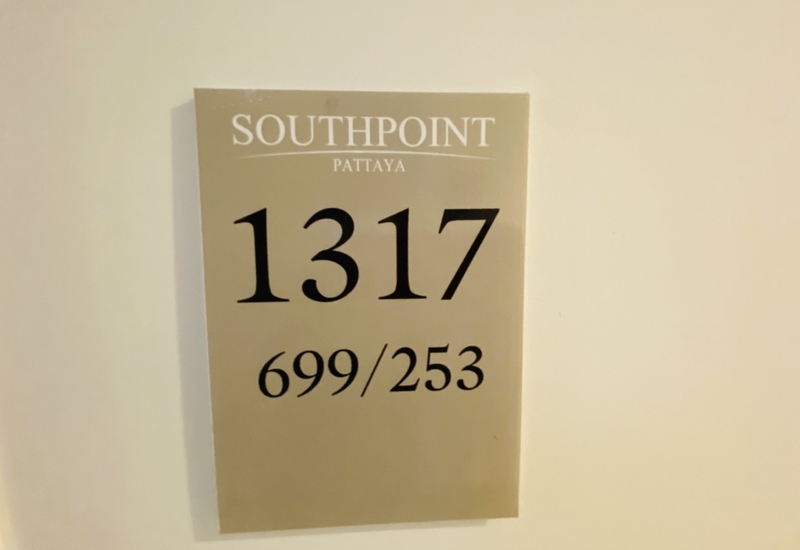 SOUTHPOINT
PATTAYA
1317
699/253